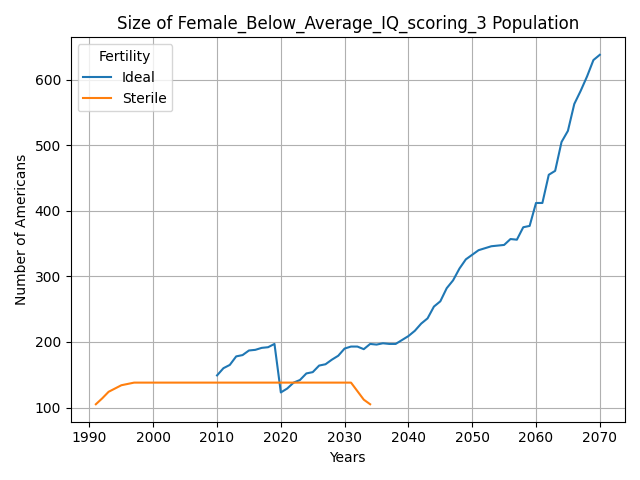 Size of Female_Below_Average_IQ_scoring_3 Population
Fertility
Ideal
Sterile
Number of Americans
600
500
400
300
200
100
1990 2000 2010 2020 2030 2040 2050 2060 2070
Years